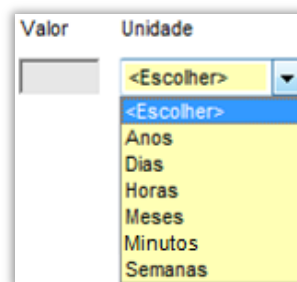 Valor Unidade
<Escolher>
<Escolher>
Anos
Dias
Horas
Meses
Minutos
Semanas